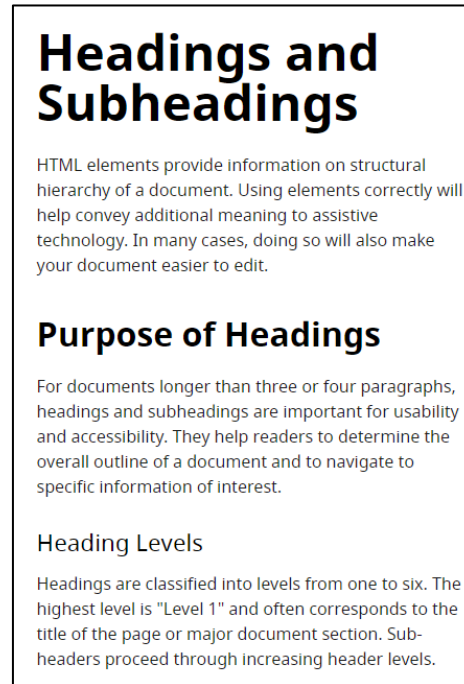 Headings and
Subheadings
HTML elements provide information on structural
hierarchy of a document. Using elements correctly will
help convey additional meaning to assistive
technology. In many cases, doing so will also make
your document easier to edit.
Purpose of Headings
For documents longer than three or four paragraphs,
headings and subheadings are important for usability
and accessibility. They help readers to determine the
overall outline of a document and to navigate to
specific information of interest.
Heading Levels
Headings are classified into levels from one to six. The
highest level is "Level 1" and often corresponds to the
title of the page or major document section. Sub-
headers proceed through increasing header levels.